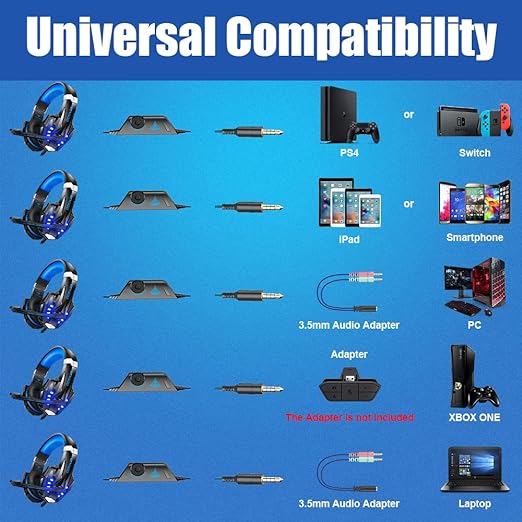 Universal Compatibility
PS4
or
Switch
iPad
or
Smartphone
3.5mm Audio Adapter
PC
Adapter
The Adapter is not included
XBOX ONE
3.5mm Audio Adapter
Laptop